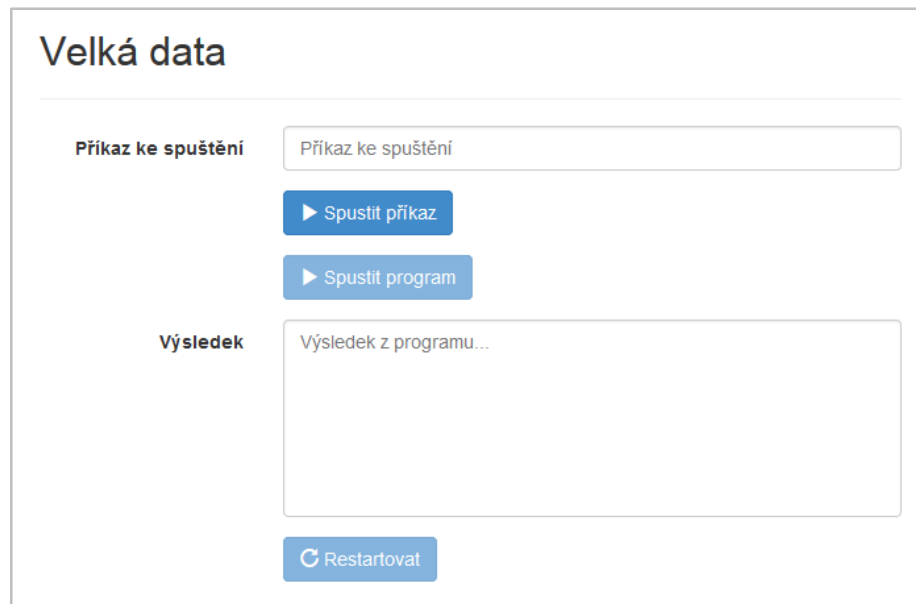 Velká data
Příkaz ke spuštění
Příkaz ke spuštění
Spustit příkaz
Spustit program
Výsledek
Výsledek z programu...
Restartovat